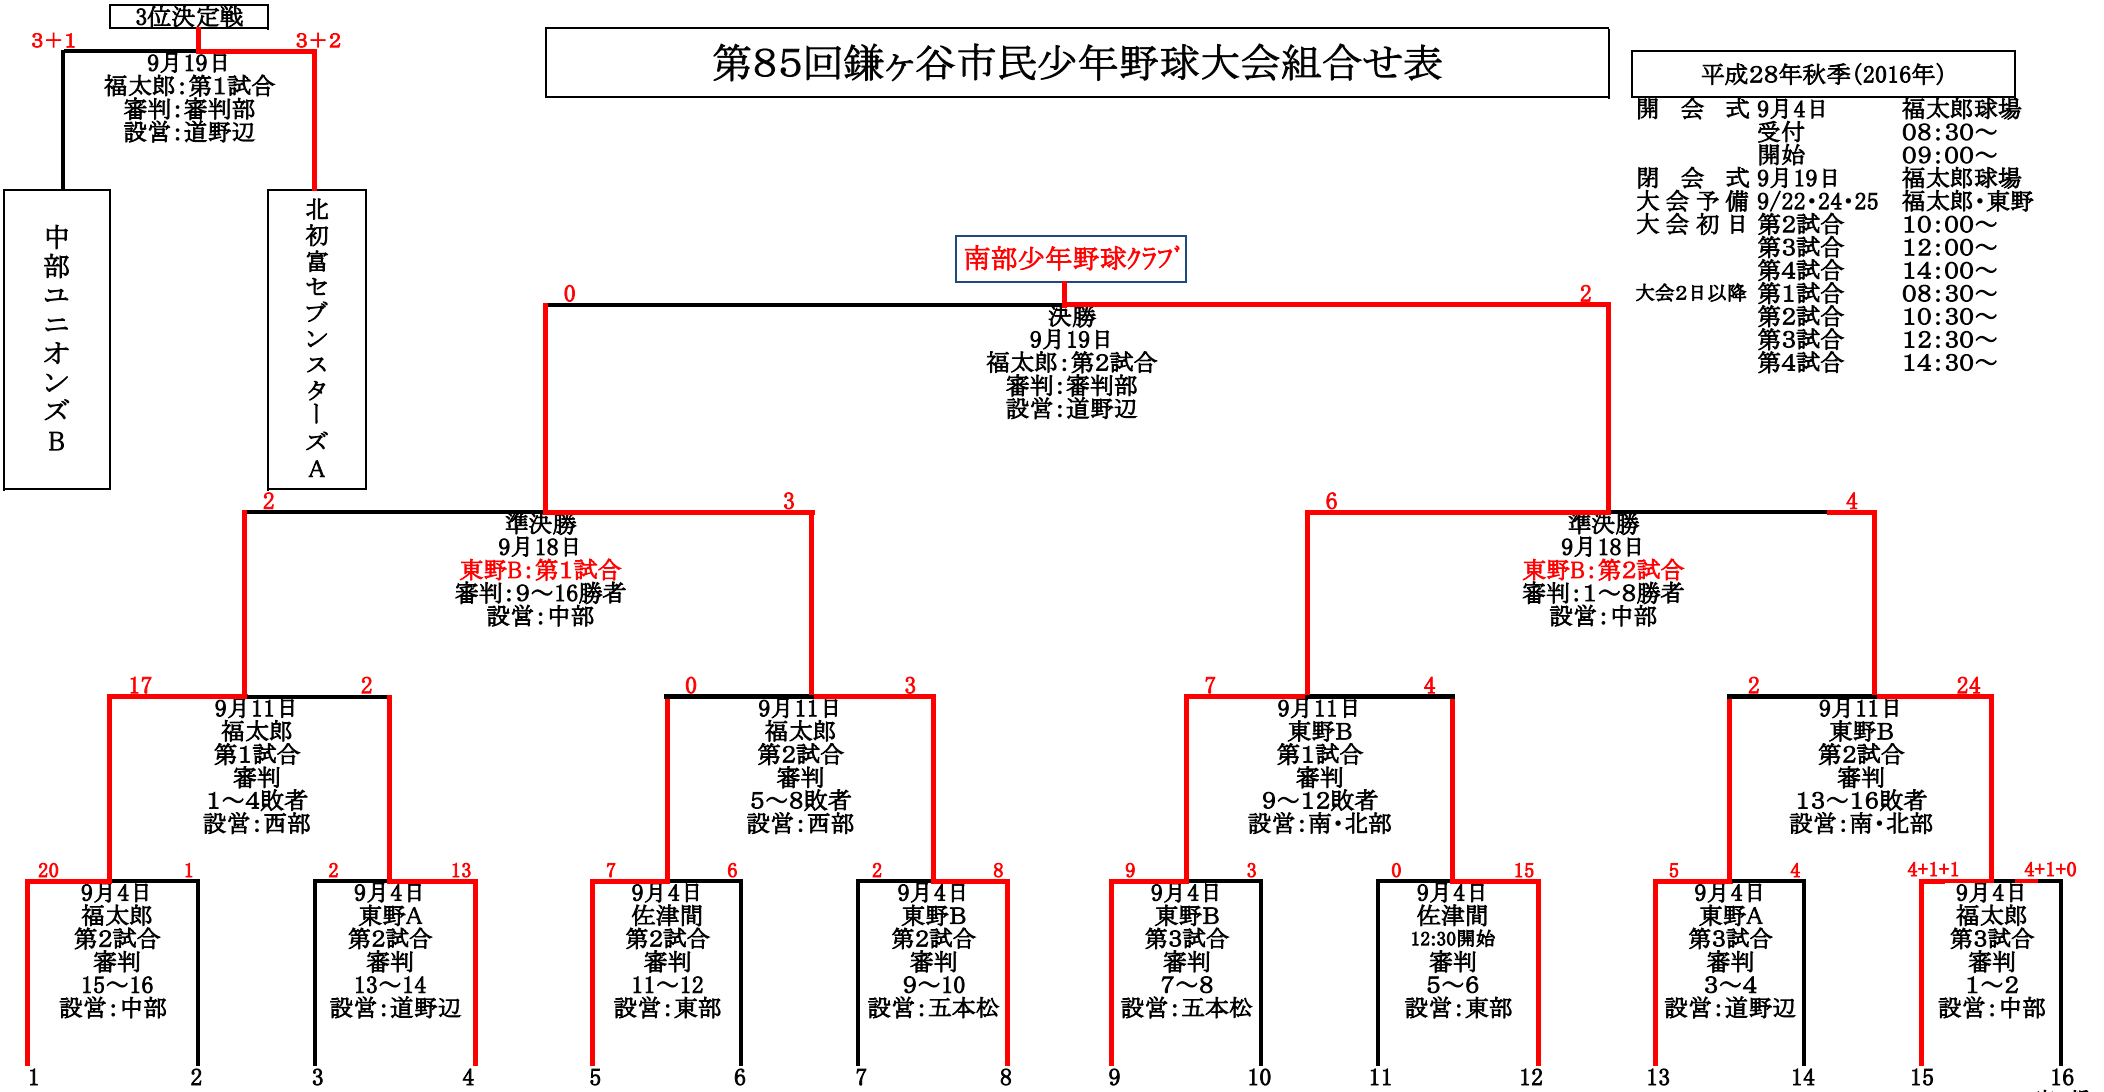 3位決定戦
3+1
3+2
9月19日
福太郎:第1試合
審判:審判部
設営:道野辺
中部ユニオンズB
北初富セブンスターズA
第85回鎌ヶ谷市民少年野球大会組合せ表
平成28年秋季(2016年)
開 会 式 9月4日 福太郎球場
受付 08:30～
開始 09:00～
閉 会 式 9月19日 福太郎球場
大会予備 9/22・24・25 福太郎・東野
大会初日 第2試合 10:00～
第3試合 12:00～
第4試合 14:00～
大会2日以降 第1試合 08:30～
第2試合 10:30～
第3試合 12:30～
第4試合 14:30～
南部少年野球ｸﾗﾌﾞ
0
2
決勝
9月19日
福太郎:第2試合
審判:審判部
設営:道野辺
2
3
準決勝
9月18日
東野B:第1試合
審判:9～16勝者
設営:中部
6
4
準決勝
9月18日
東野B:第2試合
審判:1～8勝者
設営:中部
17
2
9月11日
福太郎
第1試合
審判
1～4敗者
設営:西部
0
3
9月11日
福太郎
第2試合
審判
5～8敗者
設営:西部
7
4
9月11日
東野B
第1試合
審判
9～12敗者
設営:南・北部
2
24
9月11日
東野B
第2試合
審判
13～16敗者
設営:南・北部
20
1
9月4日
福太郎
第2試合
審判
15～16
設営:中部
2
13
9月4日
東野A
第2試合
審判
13～14
設営:道野辺
7
6
9月4日
佐津間
第2試合
審判
11～12
設営:東部
2
8
9月4日
東野B
第2試合
審判
9～10
設営:五本松
9
3
9月4日
東野B
第3試合
審判
7～8
設営:五本松
0
15
9月4日
佐津間
12:30開始
審判
5～6
設営:東部
5
4
9月4日
東野A
第3試合
審判
3～4
設営:道野辺
4+1+1
4+1+0
9月4日
福太郎
第3試合
審判
1～2
設営:中部
1
2
3
4
5
6
7
8
9
10
11
12
13
14
15
16